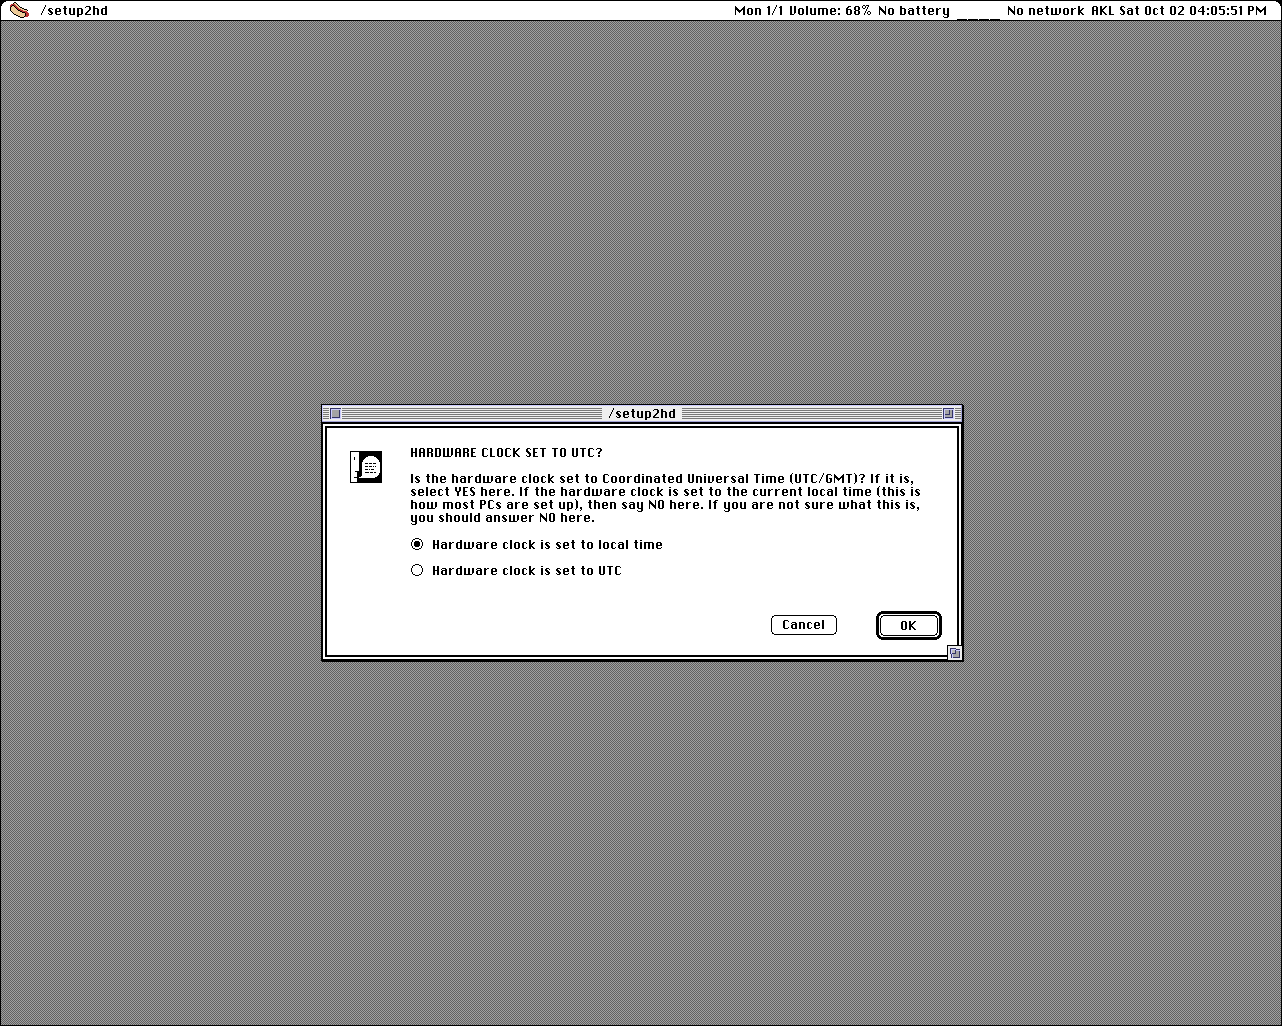 /setup2hd
Mon 1/1 Volume: 68% No battery ____ No network AKL Sat Oct 02 04:05:51 PM
/setup2hd
HARDWARE CLOCK SET TO UTC?
Is the hardware clock set to Coordinated Universal Time (UTC/GMT)? If it is,
select YES here. If the hardware clock is set to the current local time (this is
how most PCs are set up), then say NO here. If you are not sure what this is,
you should answer NO here.
Hardware clock is set to local time
Hardware clock is set to UTC
Cancel
OK